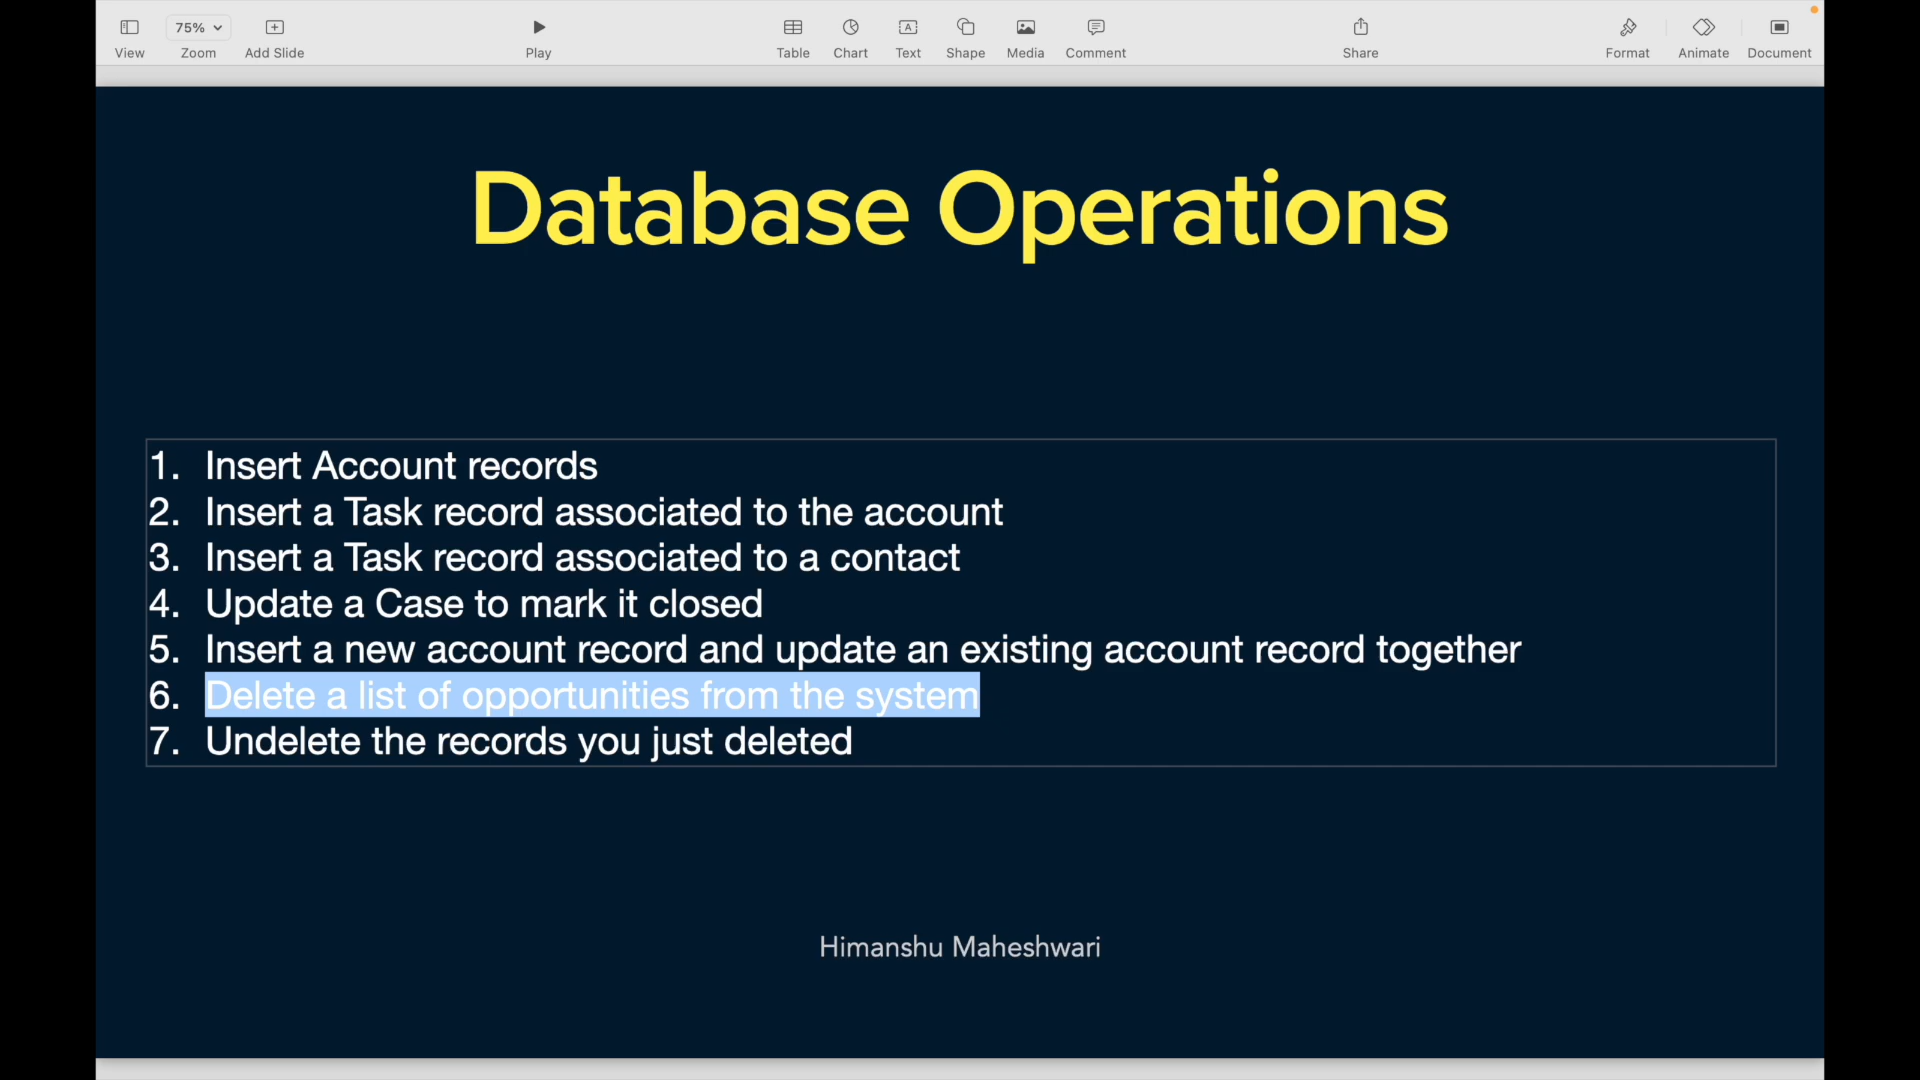 75%
View
Zoom
Add Slide
Play
Table
Chart
Text
Shape
Media
Comment
Share
Format
Animate
Document
Database Operations
1. Insert Account records
2. Insert a Task record associated to the account
3. Insert a Task record associated to a contact
4. Update a Case to mark it closed
5. Insert a new account record and update an existing account record together
6. Delete a list of opportunities from the system
7. Undelete the records you just deleted
Himanshu Maheshwari